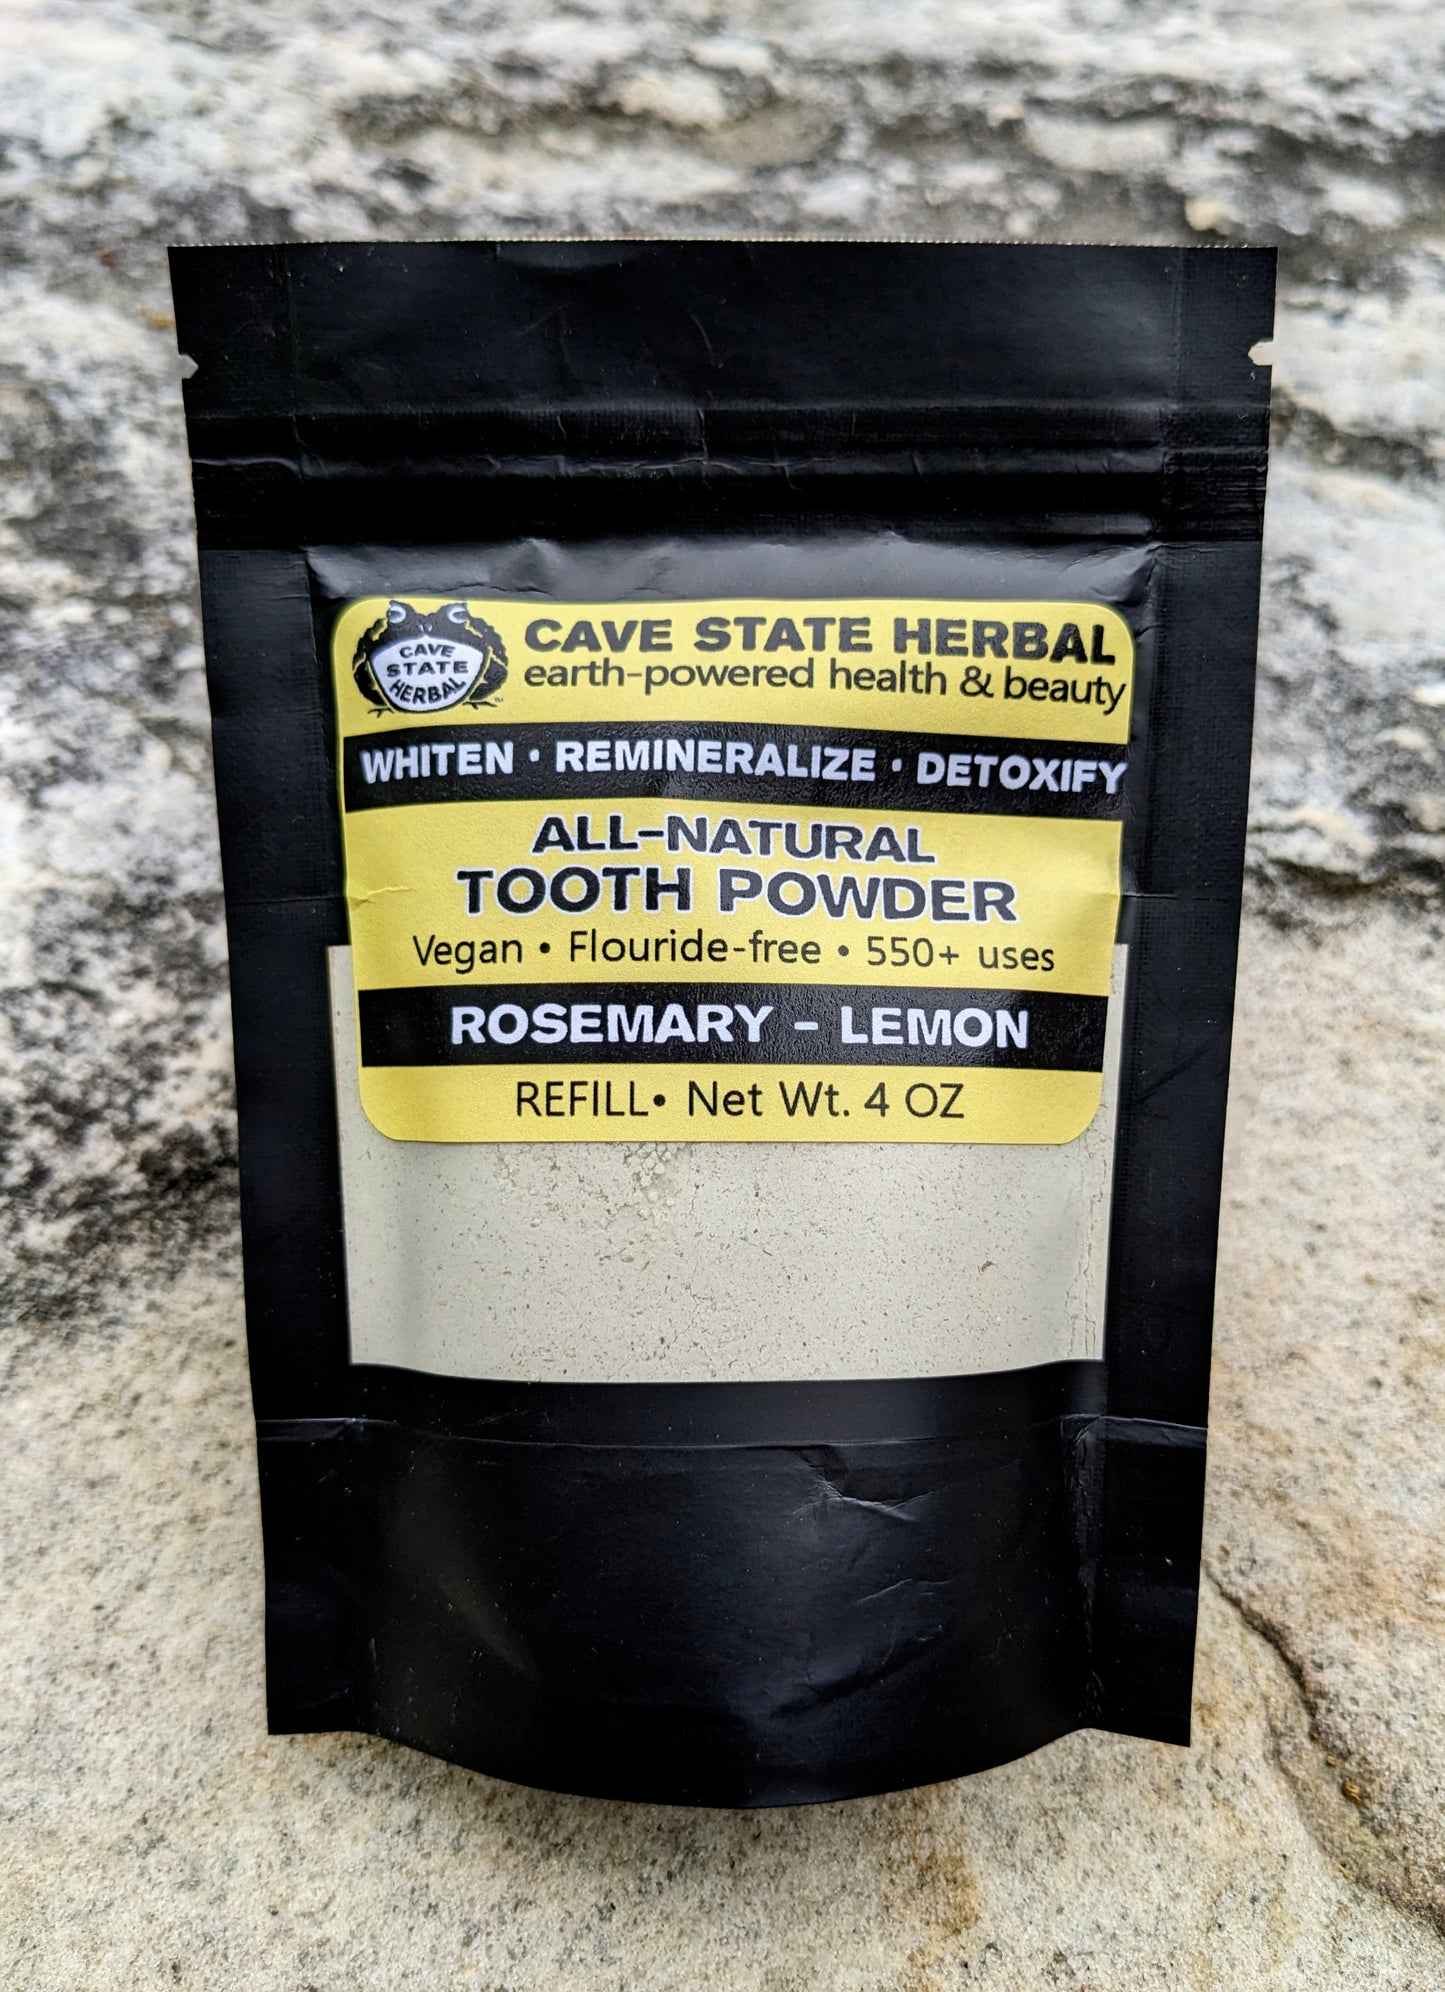 CAVE
STATE
HERBAL
CAVE STATE HERBAL
earth-powered health & beauty
WHITEN • REMINERALIZE • DETOXIFY
ALL-NATURAL
TOOTH POWDER
Vegan • Flouride-free • 550+ uses
ROSEMARY - LEMON
REFILL• Net Wt. 4 OZ